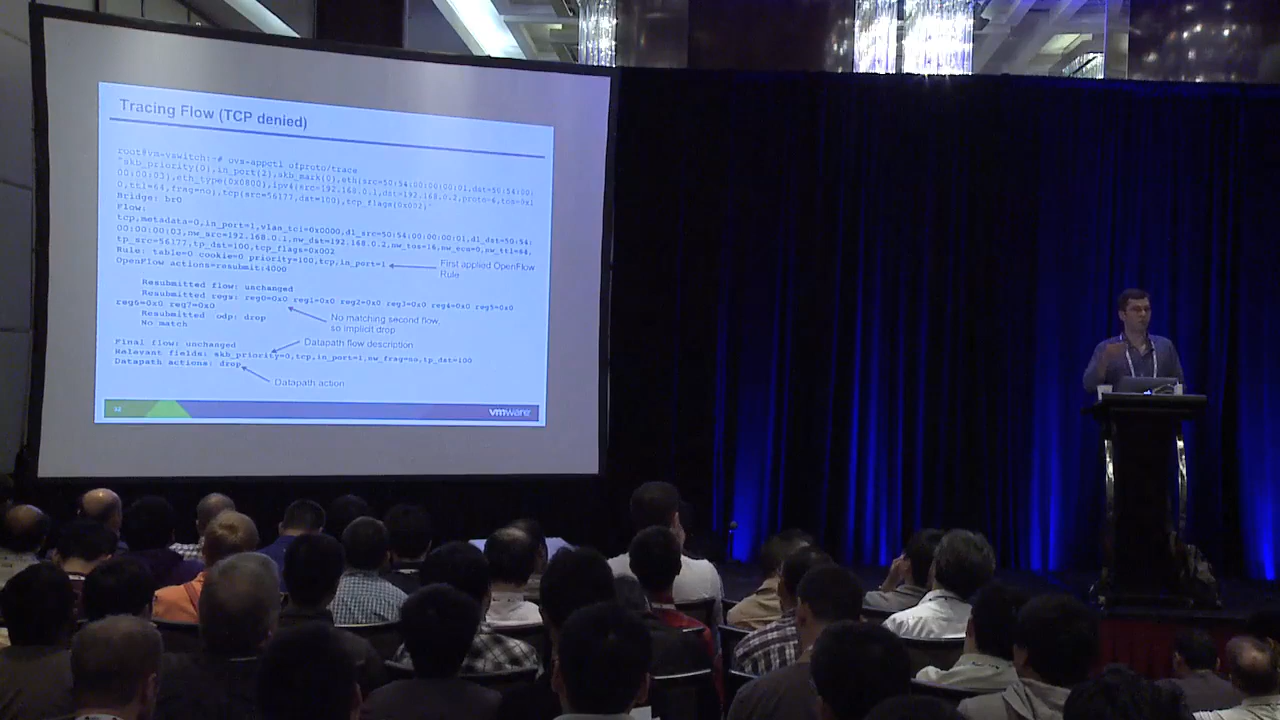 Tracing Flow (TCP denied)
root@vm-vswitch:~# ovs-appctl ofproto/trace
"skb_priority(0),in_port(2),skb_mark(0),eth(src=50:54:00:00:00:01,dst=50:54:00:
00:00:03),eth_type(0x0800),ipv4(src=192.168.0.1,dst=192.168.0.2,proto=6,tos=0x1
0,ttl=64,frag=no),tcp(src=56177,dst=100),tcp_flags(0x002)"
Bridge: br0
Flow:
tcp,metadata=0,in_port=1,vlan_tci=0x0000,dl_src=50:54:00:00:00:01,dl_dst=50:54:
00:00:00:03,nw_src=192.168.0.1,nw_dst=192.168.0.2,nw_tos=16,nw_ecn=0,nw_ttl=64,
tp_src=56177,tp_dst=100,tcp_flags=0x002
Rule: table=0 cookie=0 priority=100,tcp,in_port=1
OpenFlow actions=resubmit:4000
First applied OpenFlow
Rule
Resubmitted flow: unchanged
Resubmitted regs: reg0=0x0 reg1=0x0 reg2=0x0 reg3=0x0 reg4=0x0 reg5=0x0
reg6=0x0 reg7=0x0
Resubmitted odp: drop
No match
No matching second flow,
so implicit drop
Final flow: unchanged
Datapath flow description
Relevant fields: skb_priority=0,tcp,in_port=1,nw_frag=no,tp_dst=100
Datapath actions: drop
Datapath action
32
vmware